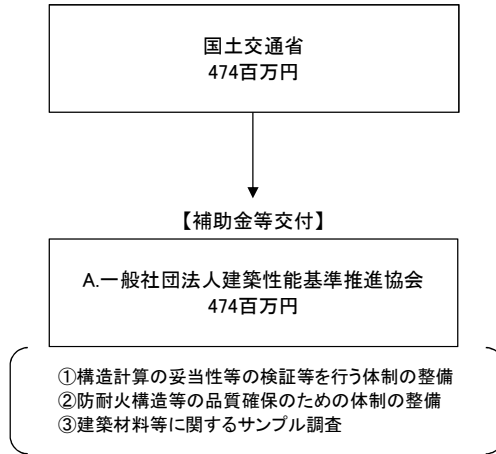 国土交通省
474百万円
【補助金等交付】
A.一般社団法人建築性能基準推進協会
474百万円
①構造計算の妥当性等の検証等を行う体制の整備
②防耐火構造等の品質確保のための体制の整備
③建築材料等に関するサンプル調査